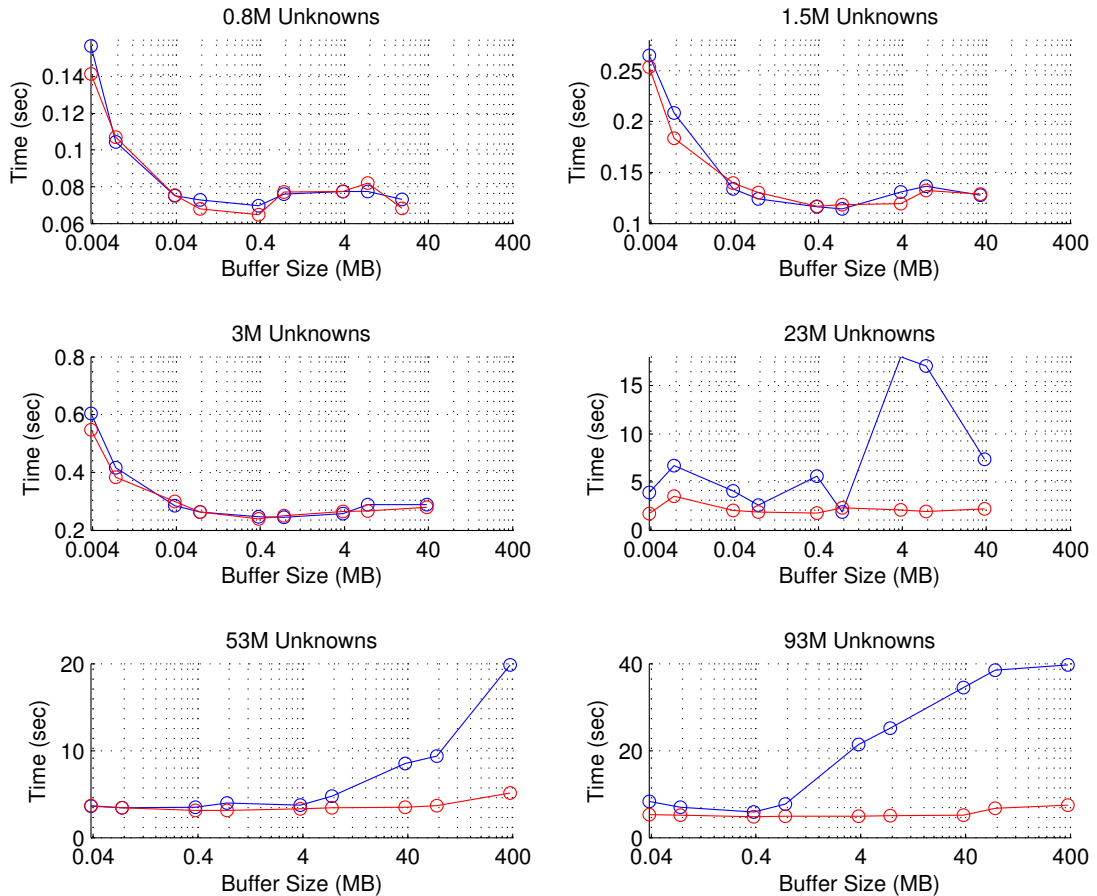 0.8M Unknowns
0.14
0.12
0.1
0.08
0.06
Time (sec)
0.004 0.04 0.4 4 40 400
Buffer Size (MB)
1.5M Unknowns
0.25
0.2
0.15
0.1
Time (sec)
0.004 0.04 0.4 4 40 400
Buffer Size (MB)
3M Unknowns
0.8
0.6
0.4
0.2
Time (sec)
0.004 0.04 0.4 4 40 400
Buffer Size (MB)
23M Unknowns
15
10
5
0
Time (sec)
0.004 0.04 0.4 4 40 400
Buffer Size (MB)
53M Unknowns
20
10
0
Time (sec)
0.04 0.4 4 40 400
Buffer Size (MB)
93M Unknowns
40
20
0
Time (sec)
0.04 0.4 4 40 400
Buffer Size (MB)